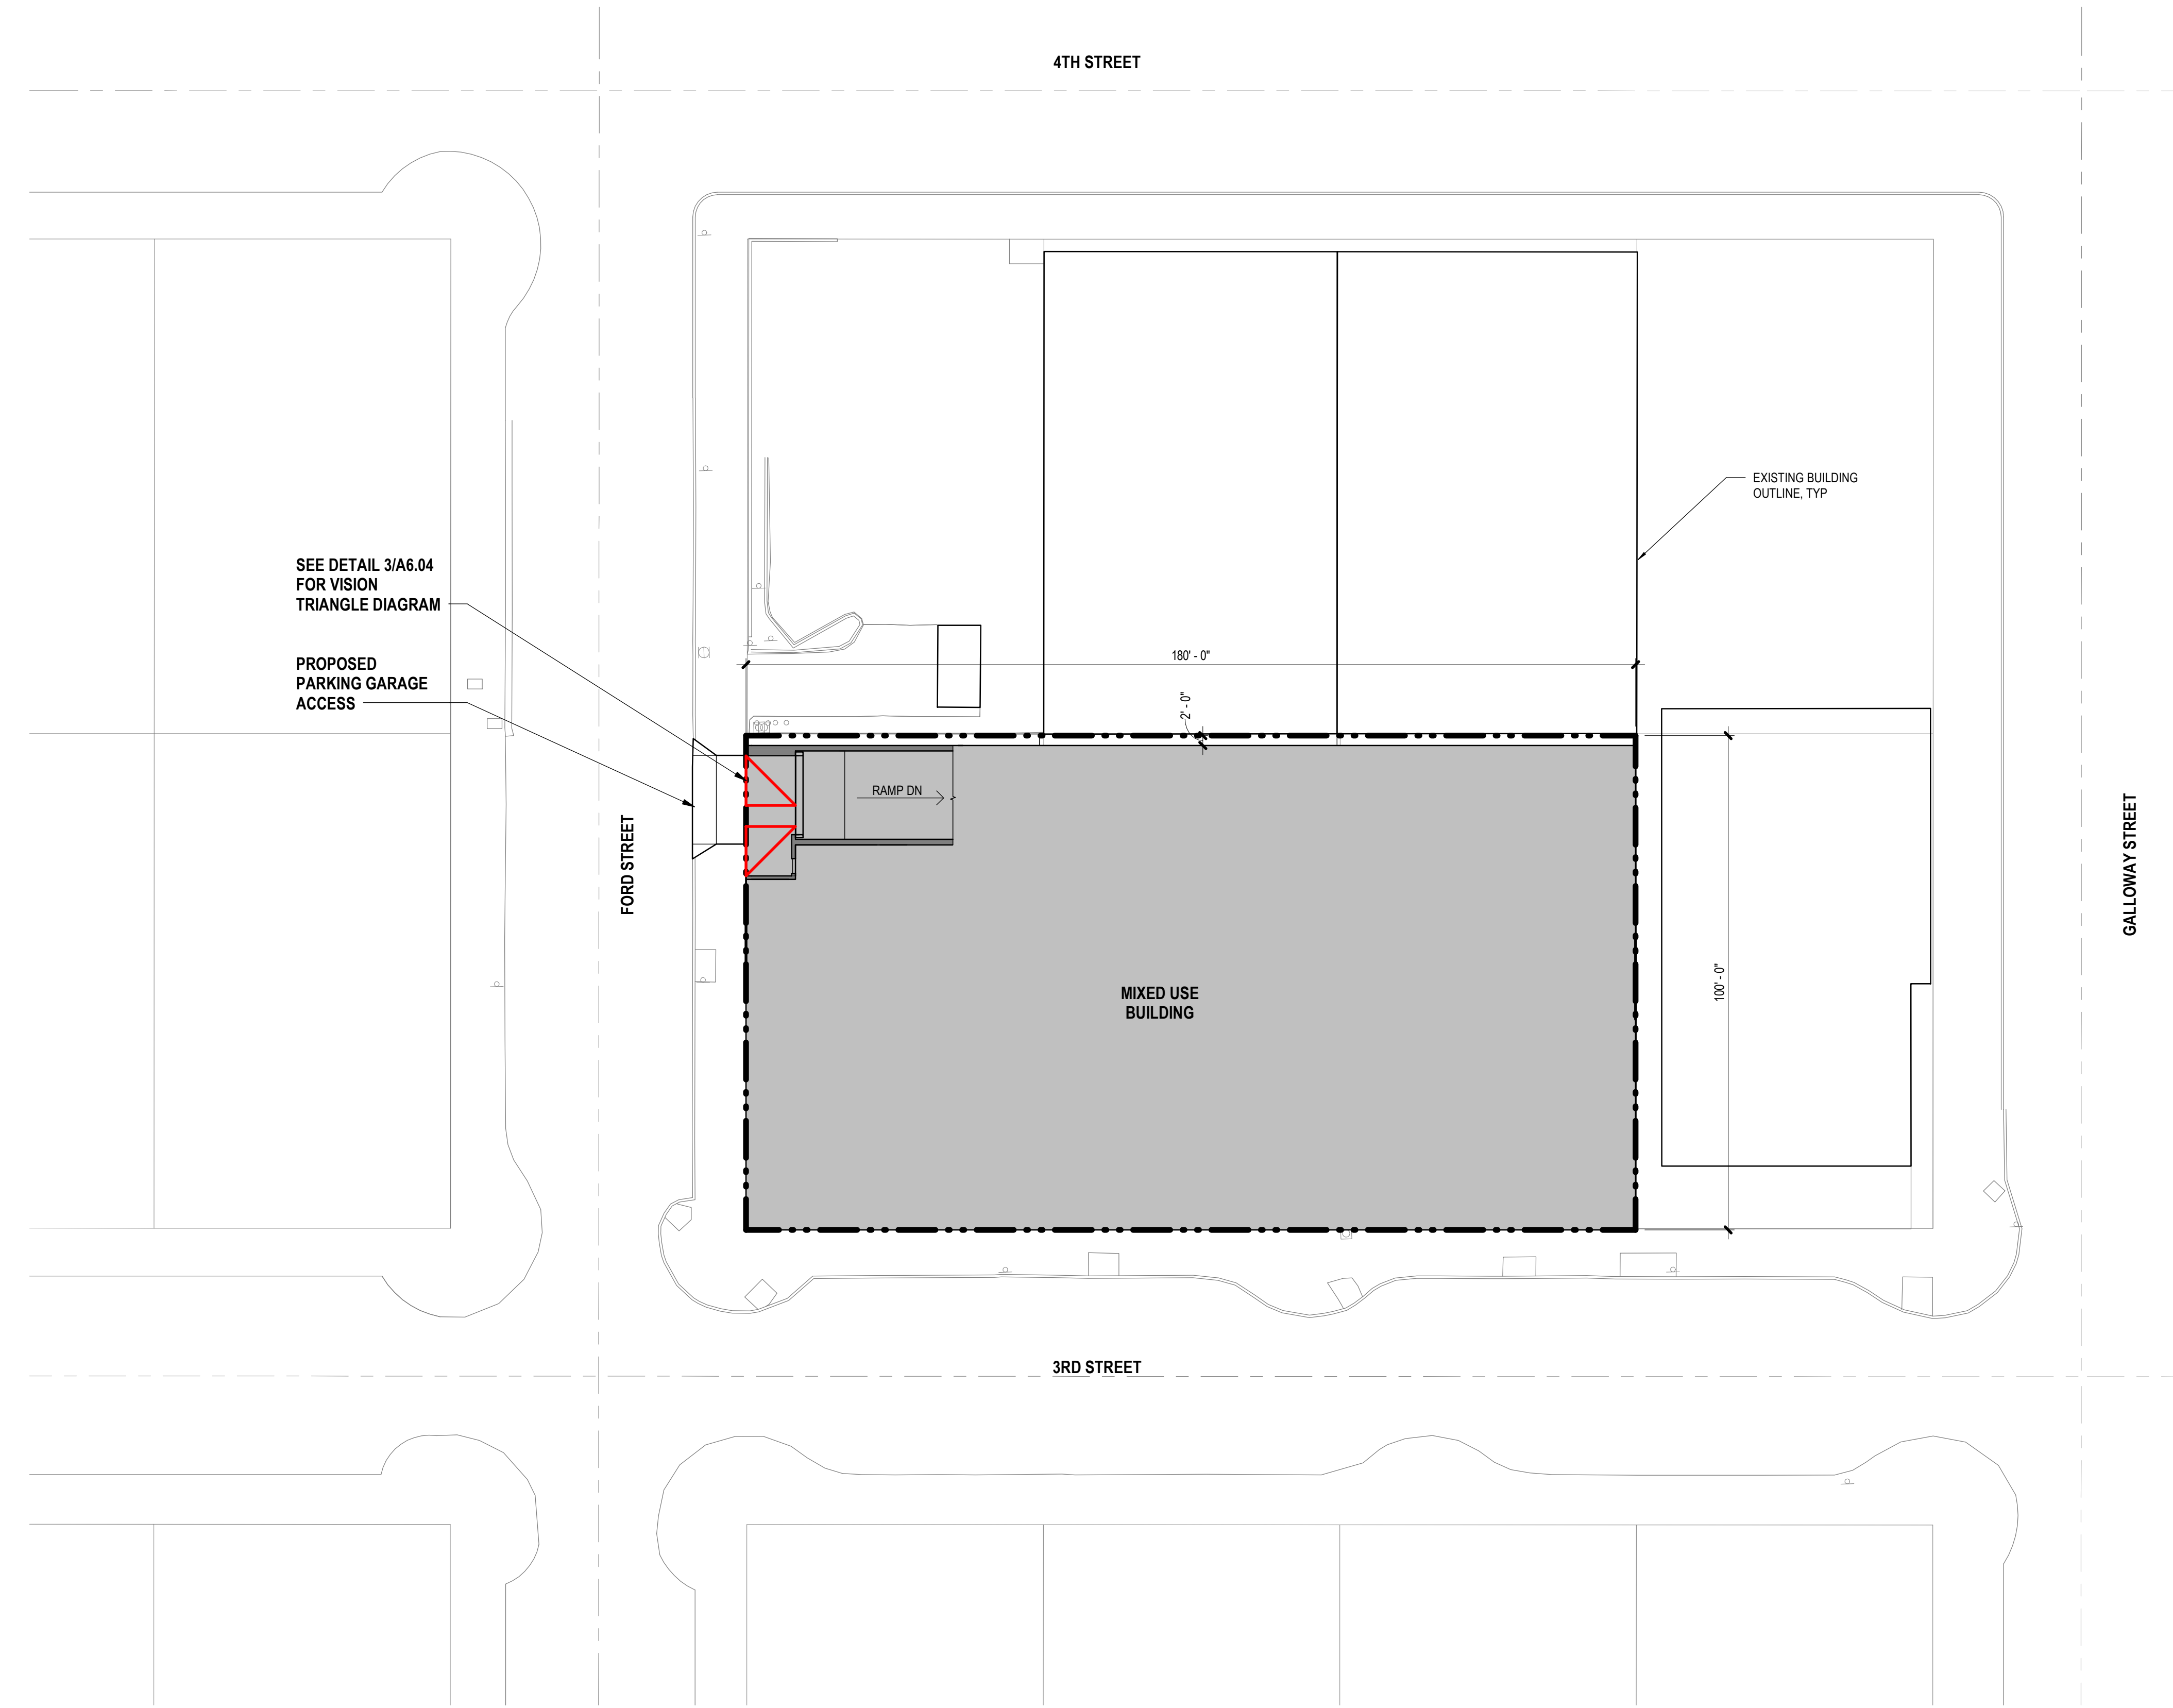 4TH STREET
EXISTING BUILDING
OUTLINE, TYP
SEE DETAIL 3/A6.04
FOR VISION
TRIANGLE DIAGRAM
PROPOSED
PARKING GARAGE
ACCESS
180' - 0"
2' - 0"
RAMP DN
FORD STREET
GALLOWAY STREET
100' - 0"
MIXED USE
BUILDING
3RD STREET